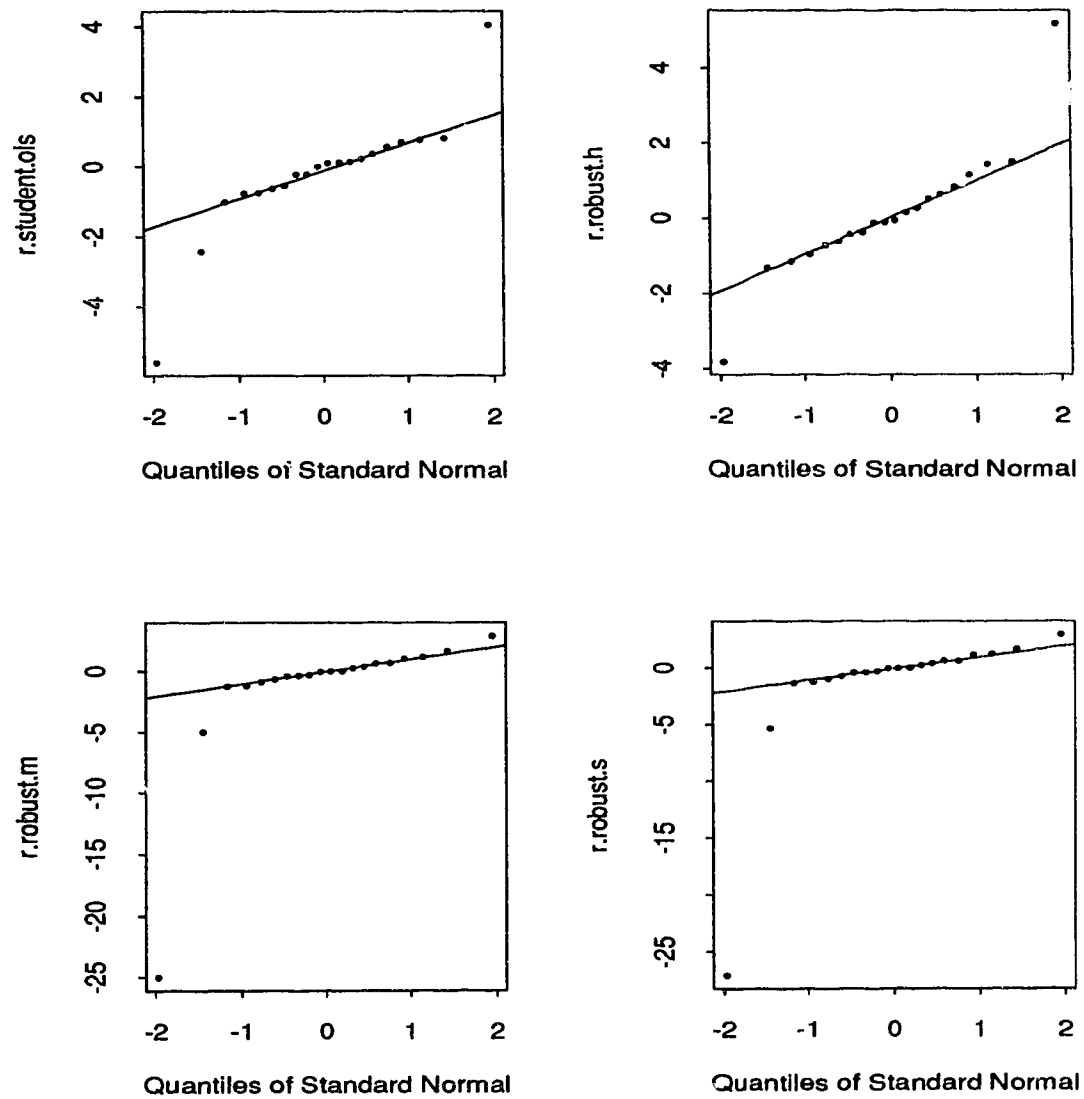 r.student.ols
4
2
0
-2
-4
-2 -1 0 1 2
Quantiles of Standard Normal
r.robust.h
4
2
0
-2
-4
-2 -1 0 1 2
Quantiles of Standard Normal
r.robust.m
0
-5
-10
-15
-20
-25
-2 -1 0 1 2
Quantiles of Standard Normal
r.robust.s
0
-5
-15
-25
-2 -1 0 1 2
Quantiles of Standard Normal